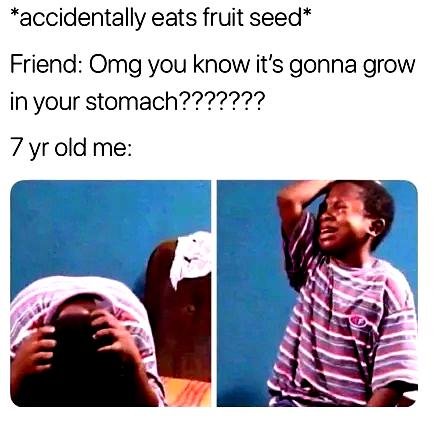 *accidentally eats fruit seed*
Friend: Omg you know it’s gonna grow
in your stomach???????
7 yr old me: